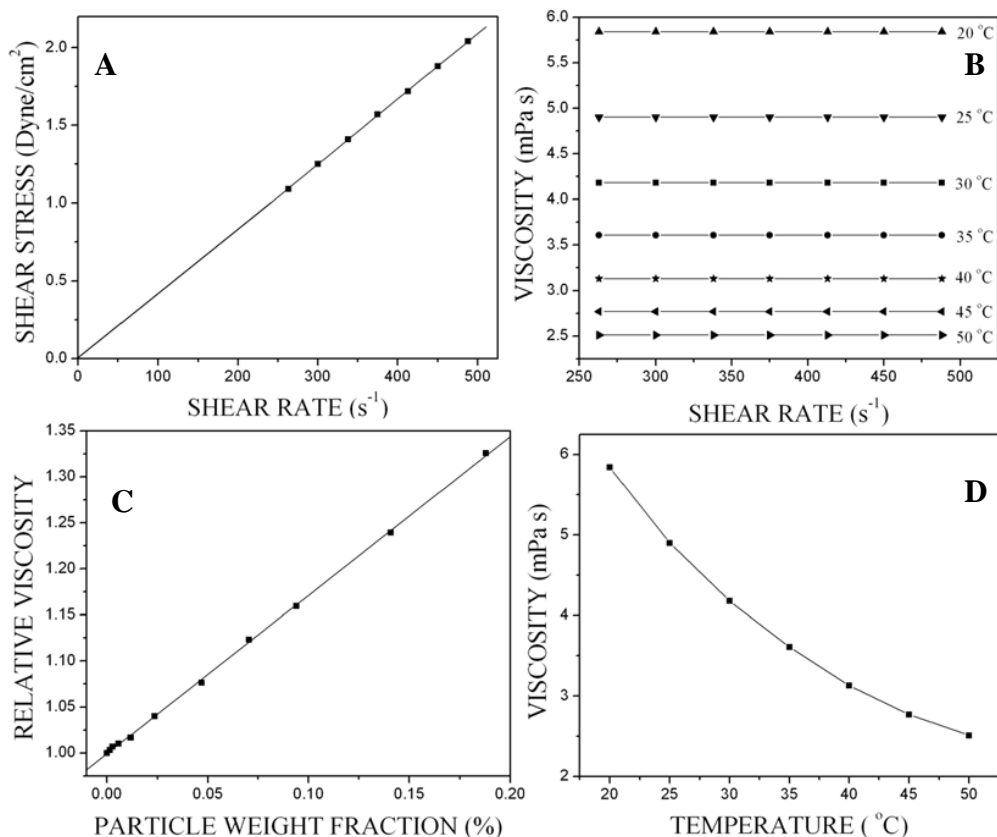 A
SHEAR STRESS (Dyne/cm²)
2.0
1.5
1.0
0.5
0.0
0 100 200 300 400 500
SHEAR RATE (s⁻¹)
B
VISCOSITY (mPa s)
6.0
5.5
5.0
4.5
4.0
3.5
3.0
2.5
20 °C
25 °C
30 °C
35 °C
40 °C
45 °C
50 °C
250 300 350 400 450 500
SHEAR RATE (s⁻¹)
C
RELATIVE VISCOSITY
1.35
1.30
1.25
1.20
1.15
1.10
1.05
1.00
0.00 0.05 0.10 0.15 0.20
PARTICLE WEIGHT FRACTION (%)
D
VISCOSITY (mPa s)
6
5
4
3
2
20 25 30 35 40 45 50
TEMPERATURE ( °C)